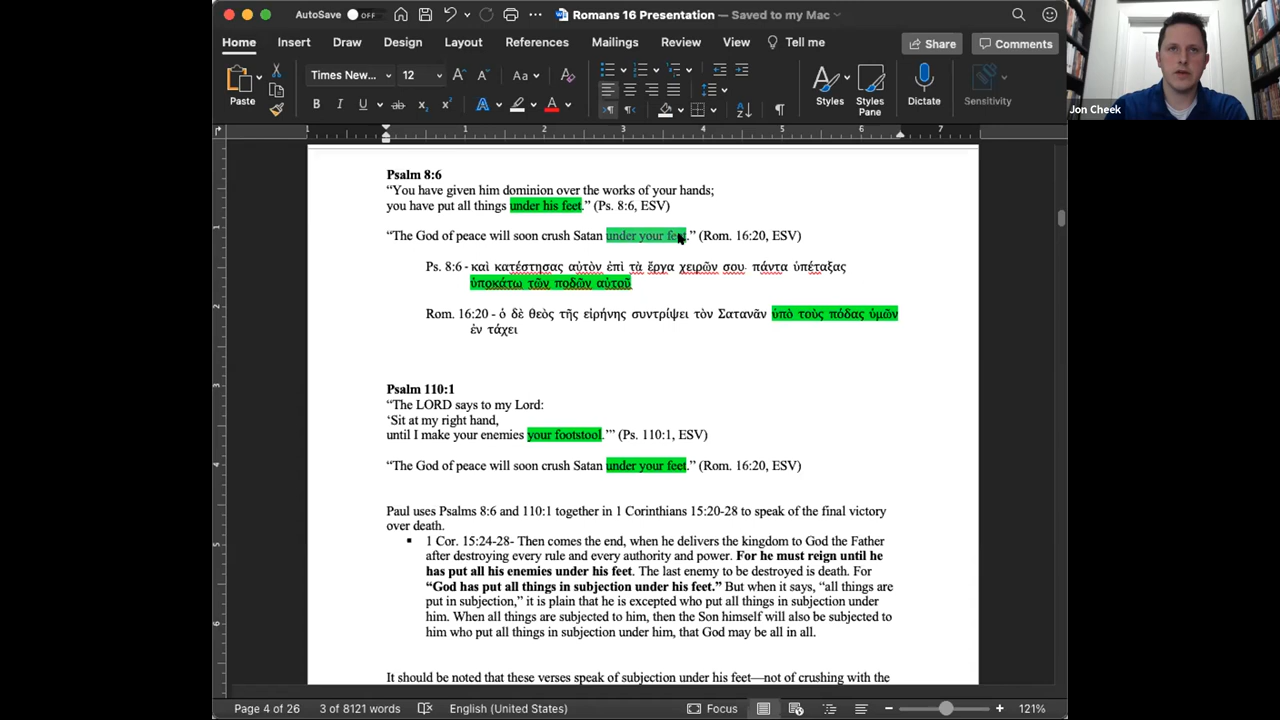 AutoSave OFF Romans 16 Presentation — Saved to my Mac
Home Insert Draw Design Layout References Mailings Review View Tell me Share Comments
Times New... 12 Aa
Paste Styles Styles Pane Dictate Sensitivity
Jon Cheek
1 1 2 3 4 5 6 7
Psalm 8:6
“You have given him dominion over the works of your hands;
you have put all things under his feet.” (Ps. 8:6, ESV)
“The God of peace will soon crush Satan under your feet.” (Rom. 16:20, ESV)
Ps. 8:6 - καὶ κατέστησας αὐτὸν ἐπὶ τὰ ἔργα χειρῶν σου· πάντα ὑπέταξας
ὑποκάτω τῶν ποδῶν αὐτοῦ
Rom. 16:20 - ὁ δὲ θεὸς τῆς εἰρήνης συντρίψει τὸν Σατανᾶν ὑπὸ τοὺς πόδας ὑμῶν
ἐν τάχει
Psalm 110:1
“The LORD says to my Lord:
‘Sit at my right hand,
until I make your enemies your footstool.’” (Ps. 110:1, ESV)
“The God of peace will soon crush Satan under your feet.” (Rom. 16:20, ESV)
Paul uses Psalms 8:6 and 110:1 together in 1 Corinthians 15:20-28 to speak of the final victory
over death.
▪ 1 Cor. 15:24-28- Then comes the end, when he delivers the kingdom to God the Father
after destroying every rule and every authority and power. For he must reign until he
has put all his enemies under his feet. The last enemy to be destroyed is death. For
“God has put all things in subjection under his feet.” But when it says, “all things are
put in subjection,” it is plain that he is excepted who put all things in subjection under
him. When all things are subjected to him, then the Son himself will also be subjected to
him who put all things in subjection under him, that God may be all in all.
It should be noted that these verses speak of subjection under his feet—not of crushing with the
Page 4 of 26 3 of 8121 words English (United States) Focus 121%